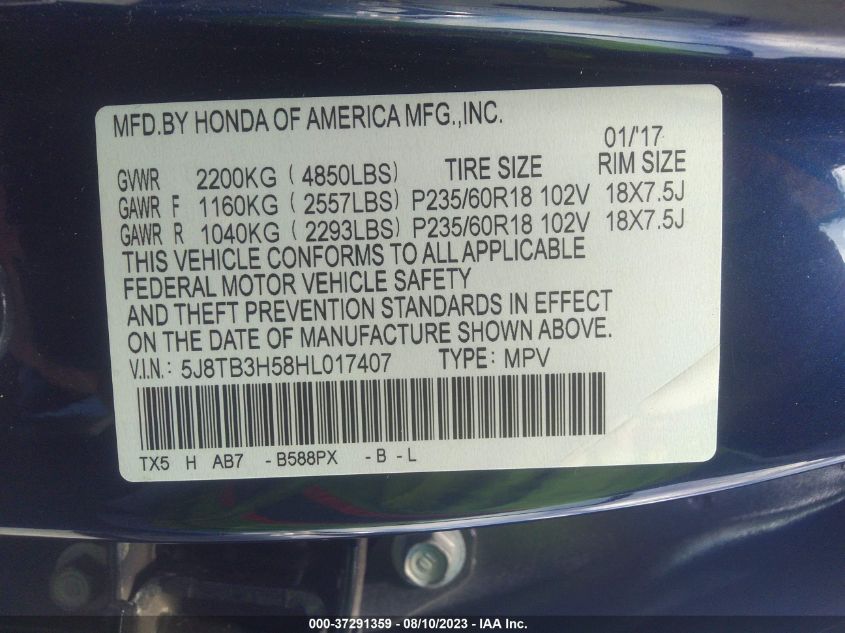 MFD.BY HONDA OF AMERICA MFG.,INC.
01/'17
GVWR 2200KG ( 4850LBS) TIRE SIZE RIM SIZE
GAWR F 1160KG ( 2557LBS) P235/60R18 102V 18X7.5J
GAWR R 1040KG ( 2293LBS) P235/60R18 102V 18X7.5J
THIS VEHICLE CONFORMS TO ALL APPLICABLE
FEDERAL MOTOR VEHICLE SAFETY
AND THEFT PREVENTION STANDARDS IN EFFECT
ON THE DATE OF MANUFACTURE SHOWN ABOVE.
V.I.N.: 5J8TB3H58HL017407 TYPE: MPV
TX5 H AB7 -B588PX -B -L
000-37291359 — 08/10/2023 - IAA Inc.